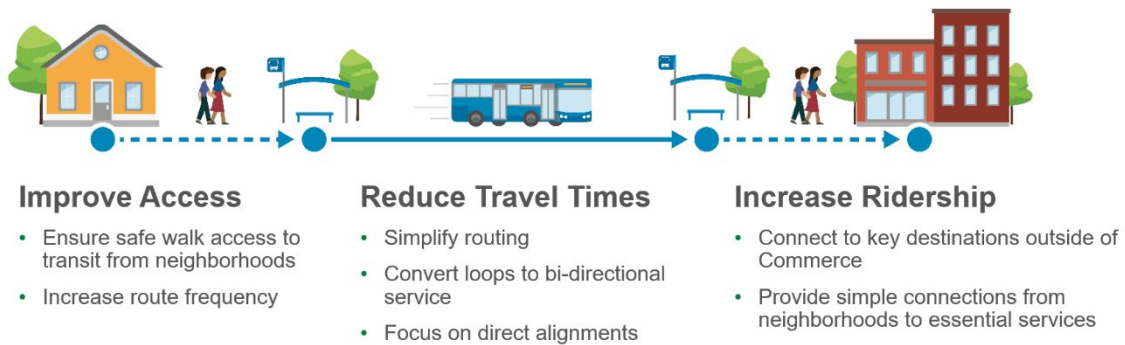 Improve Access
• Ensure safe walk access to
transit from neighborhoods
• Increase route frequency
Reduce Travel Times
• Simplify routing
• Convert loops to bi-directional
service
• Focus on direct alignments
Increase Ridership
• Connect to key destinations outside of
Commerce
• Provide simple connections from
neighborhoods to essential services